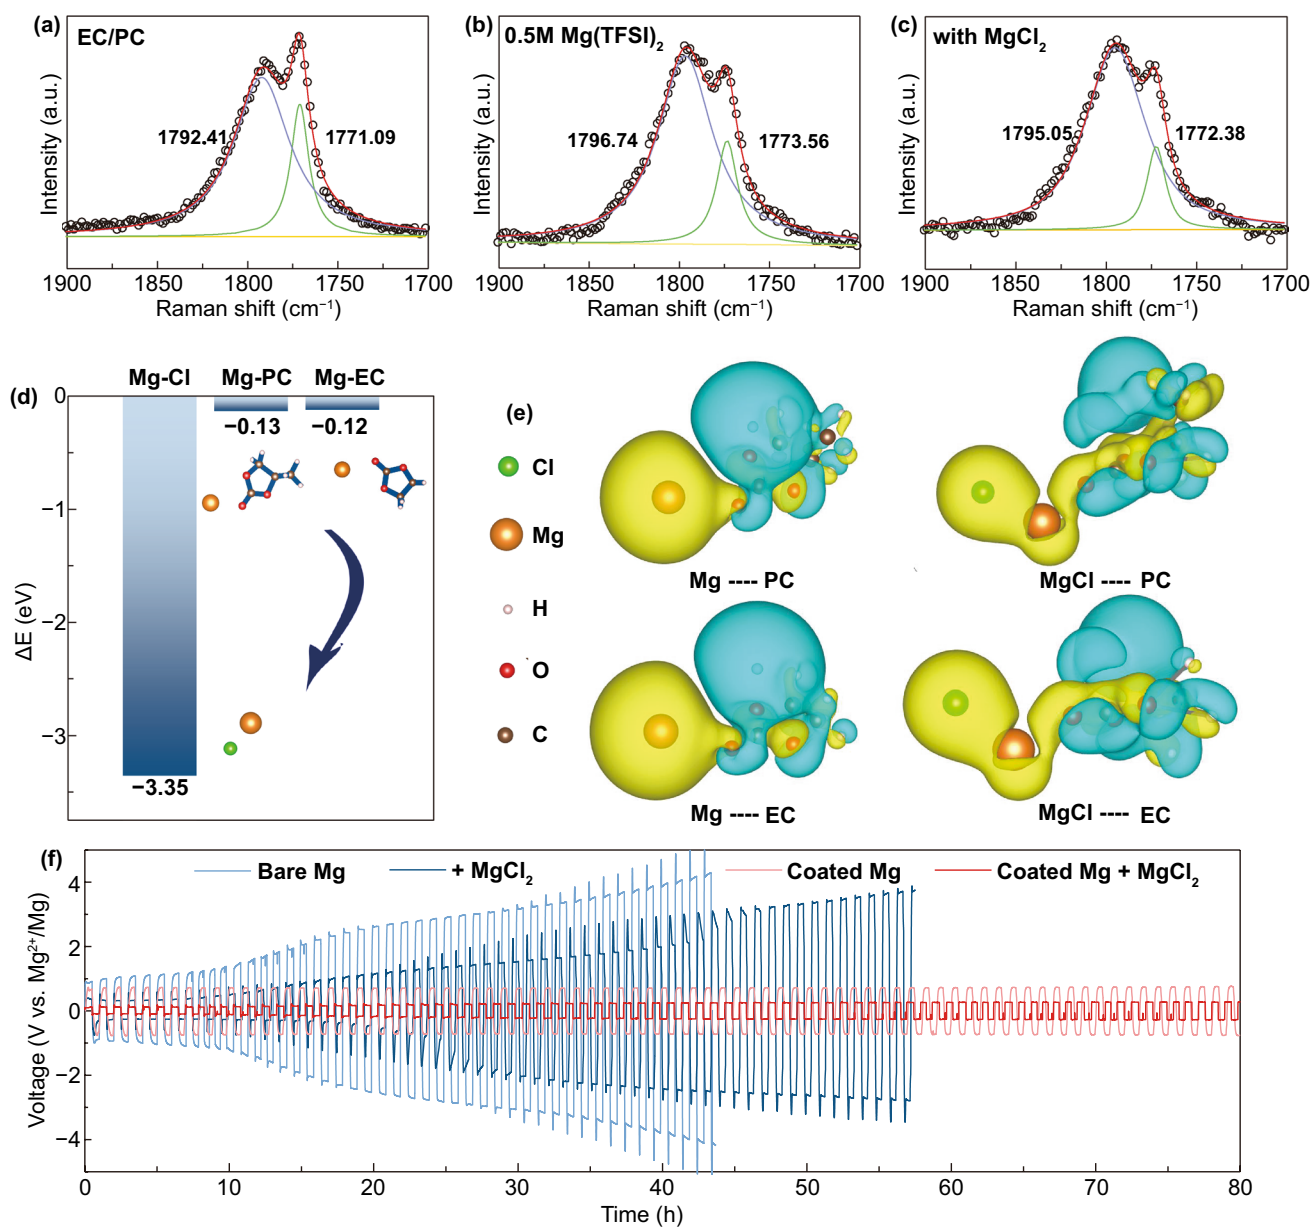 (a) EC/PC
1792.41 1771.09
Intensity (a.u.)
1900 1850 1800 1750 1700
Raman shift (cm⁻¹)
(b) 0.5M Mg(TFSI)₂
1796.74 1773.56
Intensity (a.u.)
1900 1850 1800 1750 1700
Raman shift (cm⁻¹)
(c) with MgCl₂
1795.05 1772.38
Intensity (a.u.)
1900 1850 1800 1750 1700
Raman shift (cm⁻¹)
(d) Mg-Cl Mg-PC Mg-EC
0
−1
−2
−3
ΔE (eV)
−0.13 −0.12
−3.35
(e)
Cl
Mg
H
O
C
Mg ---- PC
MgCl ---- PC
Mg ---- EC
MgCl ---- EC
(f) Bare Mg + MgCl₂ Coated Mg Coated Mg + MgCl₂
4
2
0
−2
−4
Voltage (V vs. Mg²⁺/Mg)
0 10 20 30 40 50 60 70 80
Time (h)